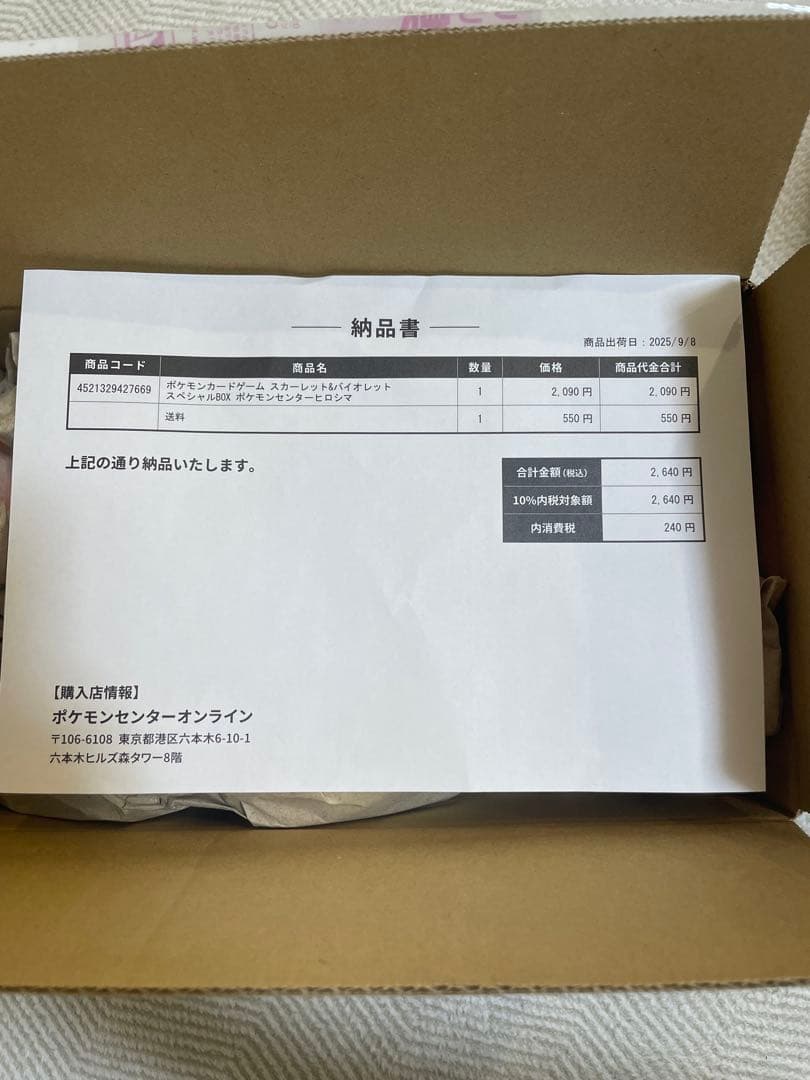 納品書
商品出荷日：2025/9/8
商品コード 商品名 数量 価格 商品代金合計
4521329427669 ポケモンカードゲーム スカーレット&バイオレット 1 2,090 円 2,090 円
スペシャルBOX ポケモンセンターヒロシマ
送料 1 550 円 550 円
上記の通り納品いたします。
合計金額(税込) 2,640 円
10%内税対象額 2,640 円
内消費税 240 円
【購入店情報】
ポケモンセンターオンライン
〒106-6108 東京都港区六本木6-10-1
六本木ヒルズ森タワー8階